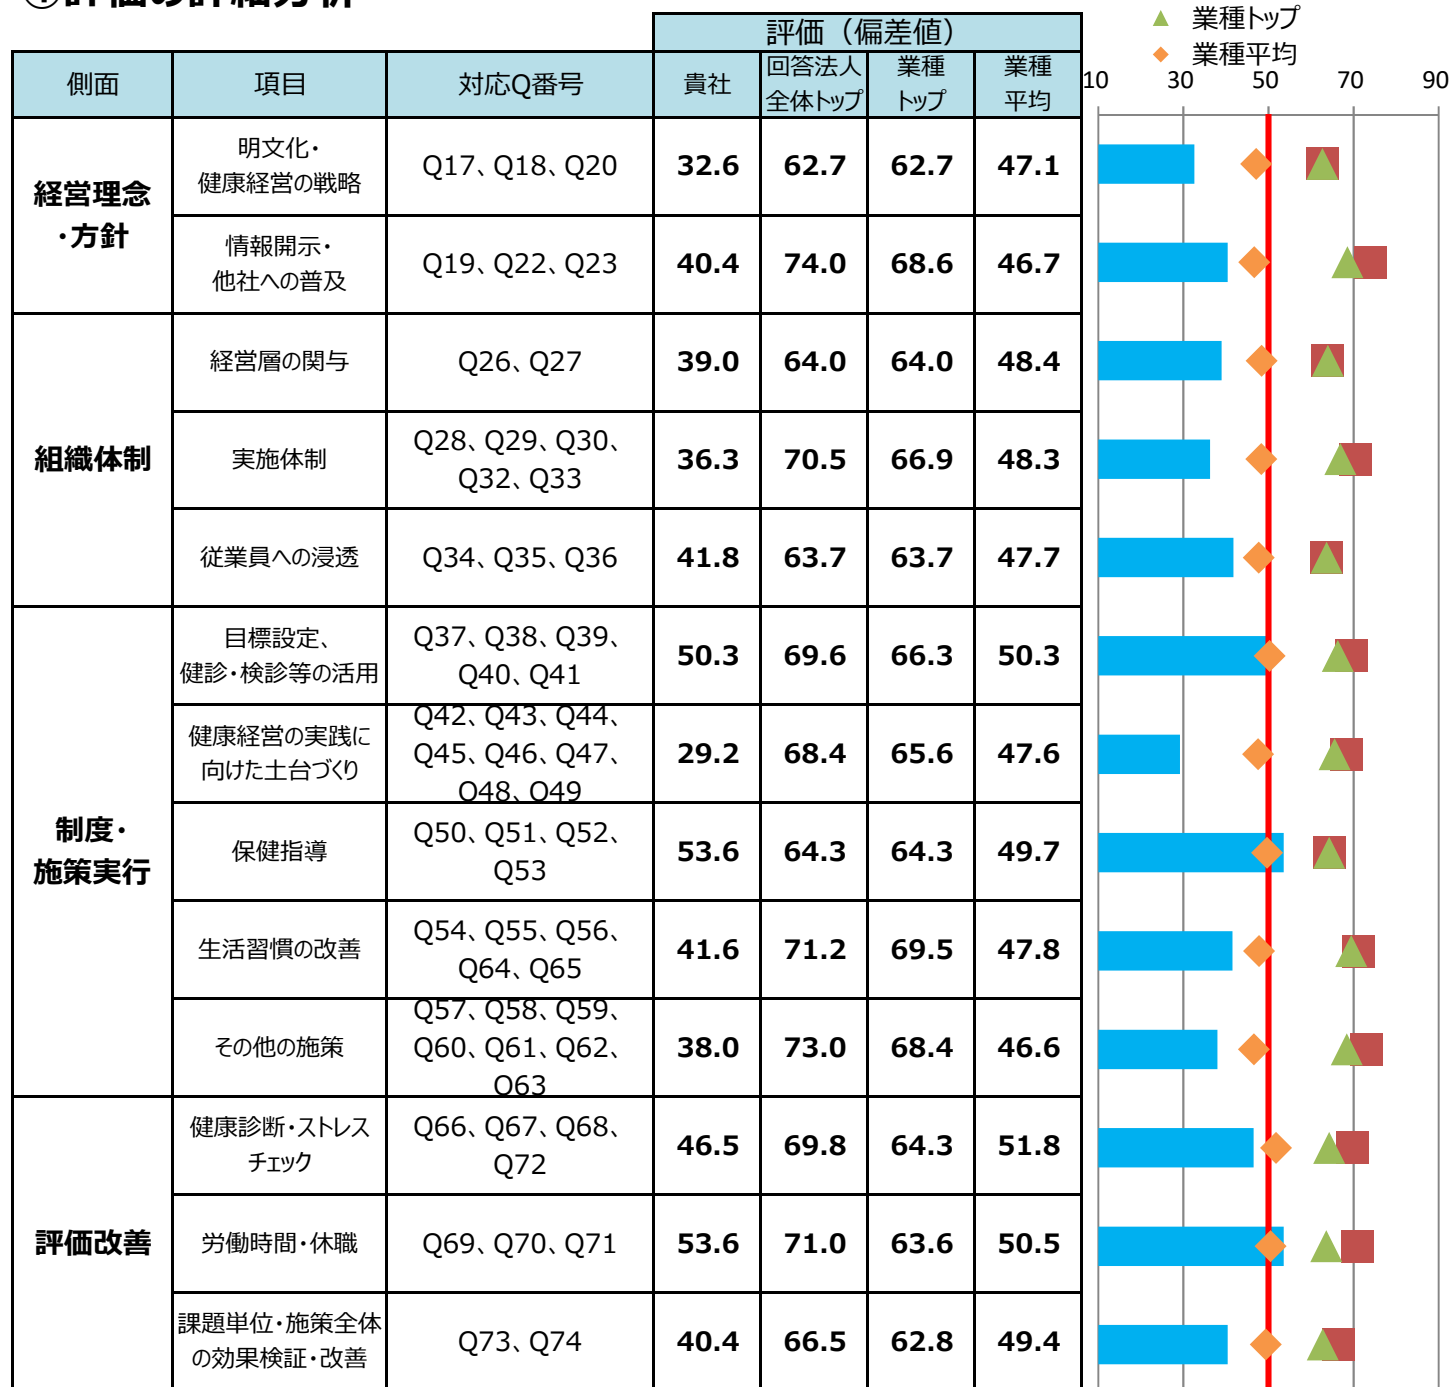 ①評価の詳細分析
▲ 業種トップ
◆ 業種平均
評価（偏差値）
側面 項目 対応Q番号 貴社 回答法人全体トップ 業種トップ 業種平均
10 30 50 70 90
経営理念・方針
明文化・健康経営の戦略 Q17、Q18、Q20 32.6 62.7 62.7 47.1
情報開示・他社への普及 Q19、Q22、Q23 40.4 74.0 68.6 46.7
組織体制
経営層の関与 Q26、Q27 39.0 64.0 64.0 48.4
実施体制 Q28、Q29、Q30、Q32、Q33 36.3 70.5 66.9 48.3
従業員への浸透 Q34、Q35、Q36 41.8 63.7 63.7 47.7
制度・施策実行
目標設定、健診・検診等の活用 Q37、Q38、Q39、Q40、Q41 50.3 69.6 66.3 50.3
健康経営の実践に向けた土台づくり Q42、Q43、Q44、Q45、Q46、Q47、Q48、Q49 29.2 68.4 65.6 47.6
保健指導 Q50、Q51、Q52、Q53 53.6 64.3 64.3 49.7
生活習慣の改善 Q54、Q55、Q56、Q64、Q65 41.6 71.2 69.5 47.8
その他の施策 Q57、Q58、Q59、Q60、Q61、Q62、Q63 38.0 73.0 68.4 46.6
評価改善
健康診断・ストレスチェック Q66、Q67、Q68、Q72 46.5 69.8 64.3 51.8
労働時間・休職 Q69、Q70、Q71 53.6 71.0 63.6 50.5
課題単位・施策全体の効果検証・改善 Q73、Q74 40.4 66.5 62.8 49.4